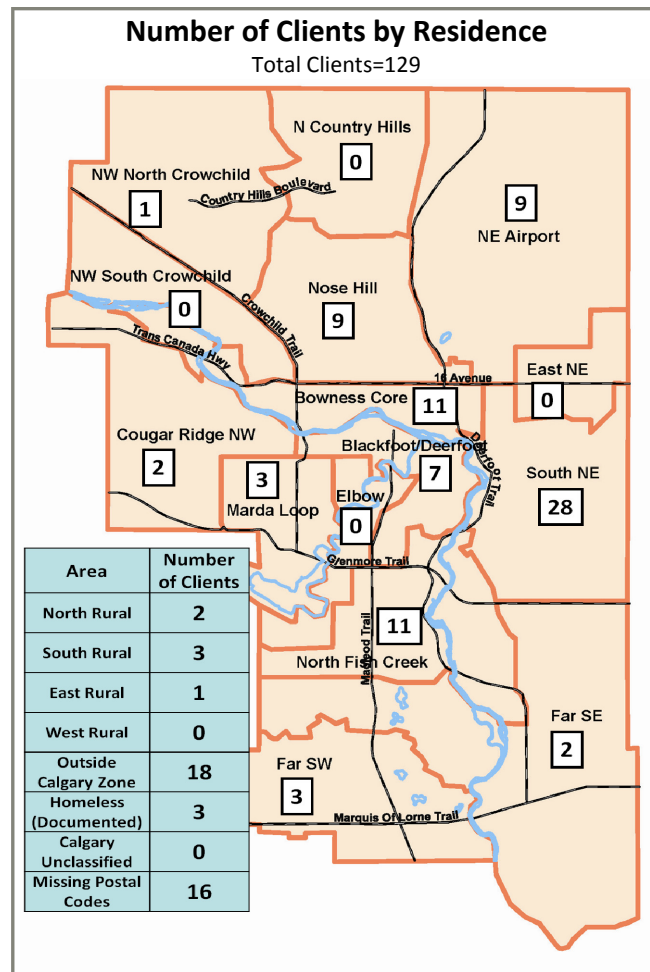 Number of Clients by Residence
Total Clients=129
N Country Hills
0
NW North Crowchild
1
Country Hills Boulevard
9
NE Airport
NW South Crowchild
0
Nose Hill
9
Crowchild Trail
Trans Canada Hwy
16 Avenue
East NE
0
Bowness Core
11
Cougar Ridge NW
2
Blackfoot/Deerfoot
7
Deerfoot Trail
3
Marda Loop
Elbow
0
South NE
28
Glenmore Trail
11
North Fish Creek
Macleod Trail
Far SE
2
Far SW
3
Marquis Of Lorne Trail
Area Number of Clients
North Rural 2
South Rural 3
East Rural 1
West Rural 0
Outside Calgary Zone 18
Homeless (Documented) 3
Calgary Unclassified 0
Missing Postal Codes 16